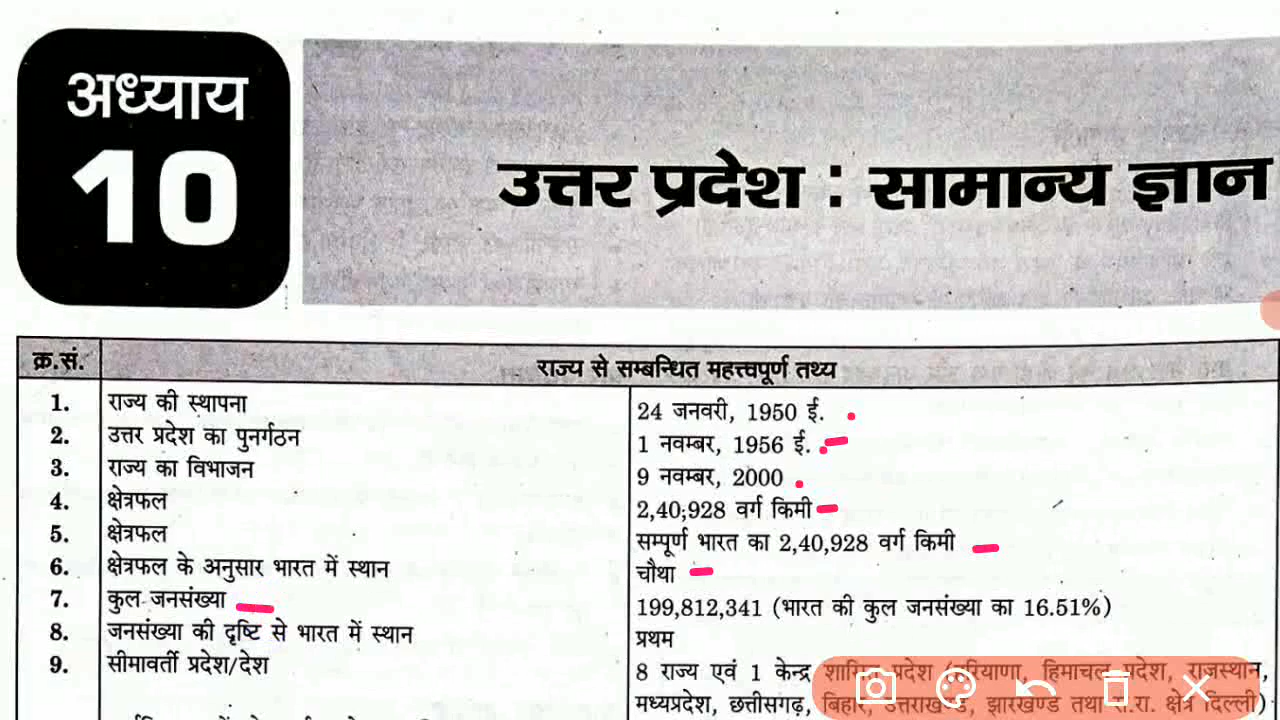 अध्याय
10
उत्तर प्रदेश : सामान्य ज्ञान
क्र.सं. राज्य से सम्बन्धित महत्त्वपूर्ण तथ्य
1. राज्य की स्थापना 24 जनवरी, 1950 ई.
2. उत्तर प्रदेश का पुनर्गठन 1 नवम्बर, 1956 ई.
3. राज्य का विभाजन 9 नवम्बर, 2000
4. क्षेत्रफल 2,40,928 वर्ग किमी
5. क्षेत्रफल सम्पूर्ण भारत का 2,40,928 वर्ग किमी
6. क्षेत्रफल के अनुसार भारत में स्थान चौथा
7. कुल जनसंख्या 199,812,341 (भारत की कुल जनसंख्या का 16.51%)
8. जनसंख्या की दृष्टि से भारत में स्थान प्रथम
9. सीमावर्ती प्रदेश/देश 8 राज्य एवं 1 केन्द्र शासित प्रदेश (हरियाणा, हिमाचल प्रदेश, राजस्थान,
मध्यप्रदेश, छत्तीसगढ़, बिहार, उत्तराखण्ड, झारखण्ड तथा रा.रा. क्षेत्र दिल्ली)